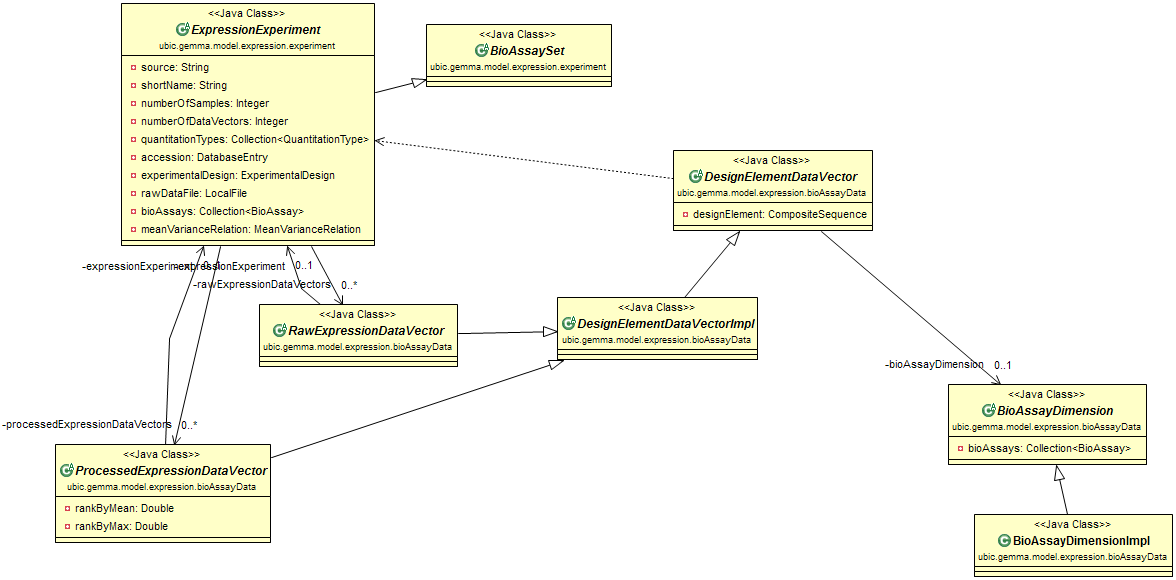 <<Java Class>>
ExpressionExperiment
ubic.gemma.model.expression.experiment
source: String
shortName: String
numberOfSamples: Integer
numberOfDataVectors: Integer
quantitationTypes: Collection<QuantitationType>
accession: DatabaseEntry
experimentalDesign: ExperimentalDesign
rawDataFile: LocalFile
bioAssays: Collection<BioAssay>
meanVarianceRelation: MeanVarianceRelation
<<Java Class>>
BioAssaySet
ubic.gemma.model.expression.experiment
<<Java Class>>
DesignElementDataVector
ubic.gemma.model.expression.bioAssayData
designElement: CompositeSequence
-expressionExperiment 0..1
-expressionExperiment 0..1
-rawExpressionDataVectors 0..*
<<Java Class>>
RawExpressionDataVector
ubic.gemma.model.expression.bioAssayData
<<Java Class>>
DesignElementDataVectorImpl
ubic.gemma.model.expression.bioAssayData
-bioAssayDimension 0..1
<<Java Class>>
BioAssayDimension
ubic.gemma.model.expression.bioAssayData
bioAssays: Collection<BioAssay>
-processedExpressionDataVectors 0..*
<<Java Class>>
ProcessedExpressionDataVector
ubic.gemma.model.expression.bioAssayData
rankByMean: Double
rankByMax: Double
<<Java Class>>
BioAssayDimensionImpl
ubic.gemma.model.expression.bioAssayData